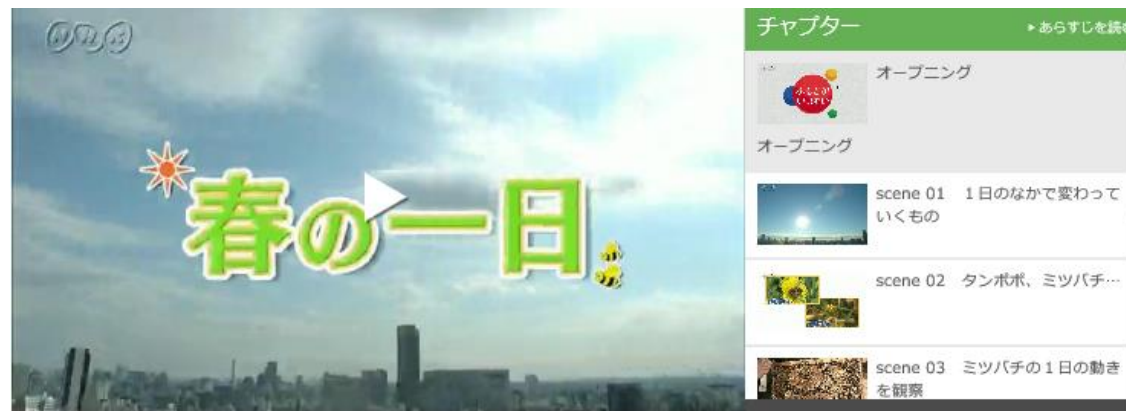 NHK
春の一日
チャプター
▶あらすじを読む
オープニング
オープニング
scene 01 1日のなかで変わって
いくもの
scene 02 タンポポ、ミツバチ…
scene 03 ミツバチの1日の動き
を観察